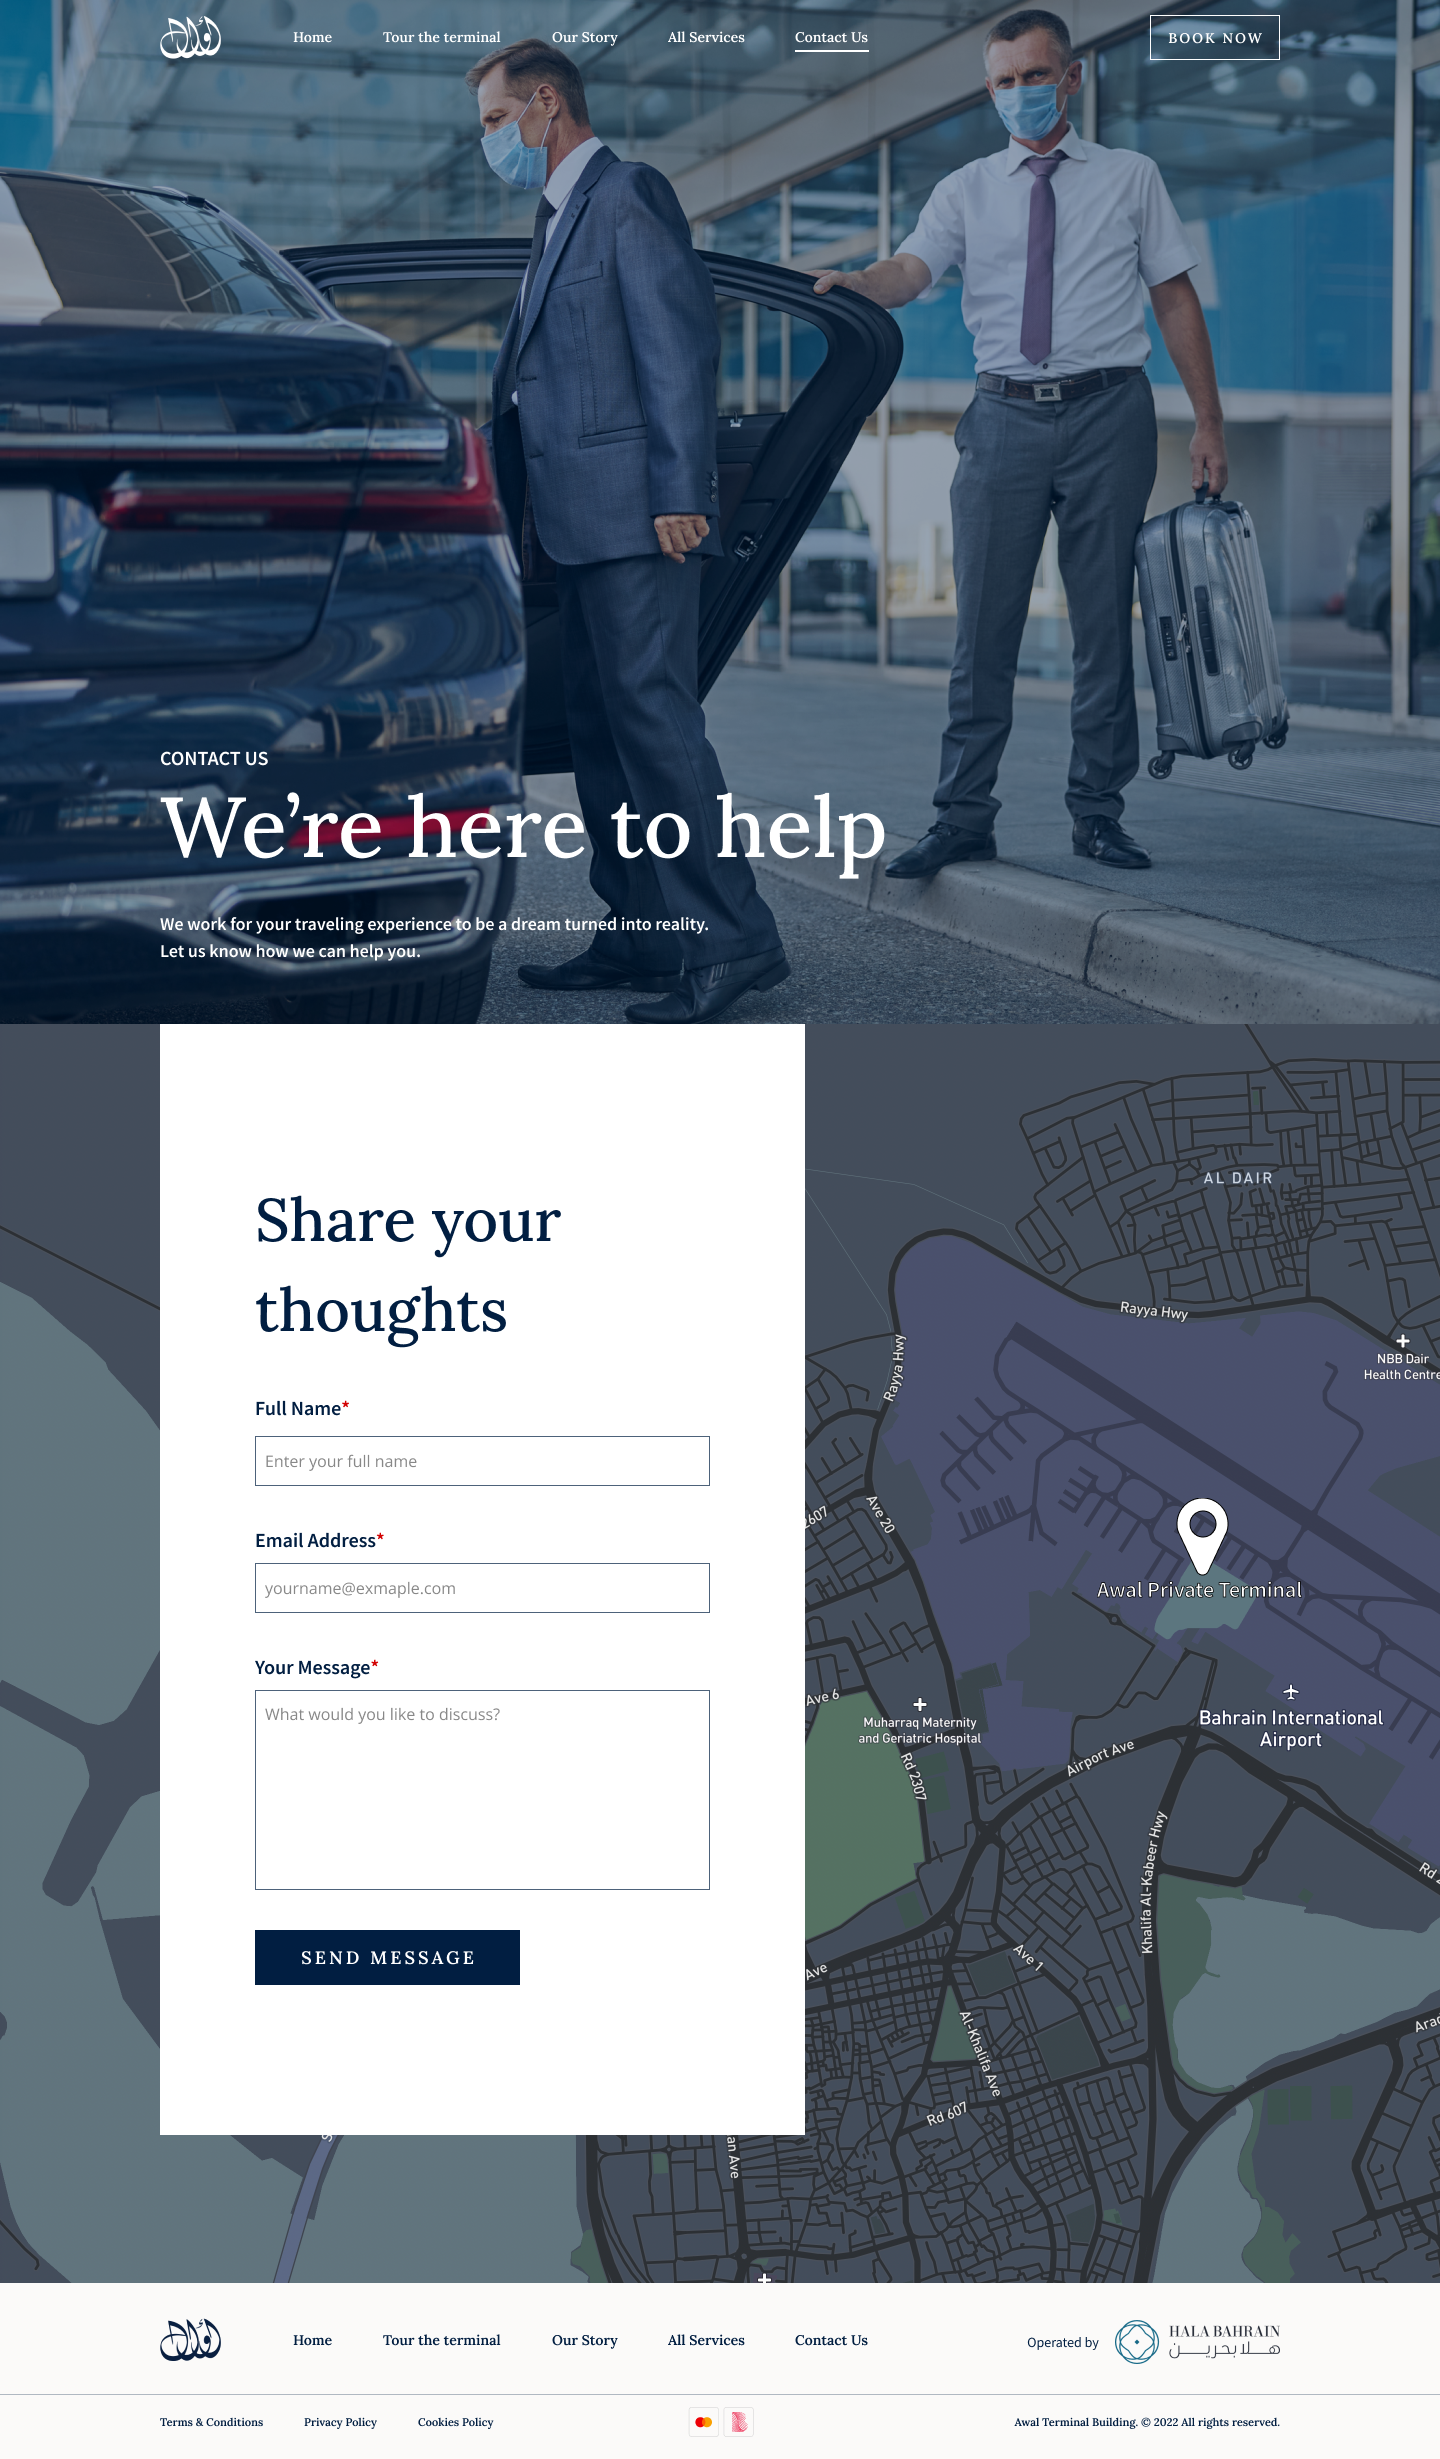 أوال
Home
Tour the terminal
Our Story
All Services
Contact Us
BOOK NOW
CONTACT US
We're here to help
We work for your traveling experience to be a dream turned into reality.
Let us know how we can help you.
Share your
thoughts
Full Name*
Enter your full name
Email Address*
yourname@exmaple.com
Your Message*
What would you like to discuss?
SEND MESSAGE
AL DAIR
Rayya Hwy
Rayya Hwy
NBB Dair
Health Centre
2607
Ave 20
Awal Private Terminal
Ave 6
Muharraq Maternity
and Geriatric Hospital
Bahrain International
Airport
Airport Ave
Rd 2307
Khalifa Al-Kabeer Hwy
Rd
Ave
Ave 1
Al-Khalifa Ave
Arad
Rd 607
an Ave
أوال
Home
Tour the terminal
Our Story
All Services
Contact Us
Operated by
HALA BAHRAIN
هلا بحرين
Terms & Conditions
Privacy Policy
Cookies Policy
Awal Terminal Building. © 2022 All rights reserved.